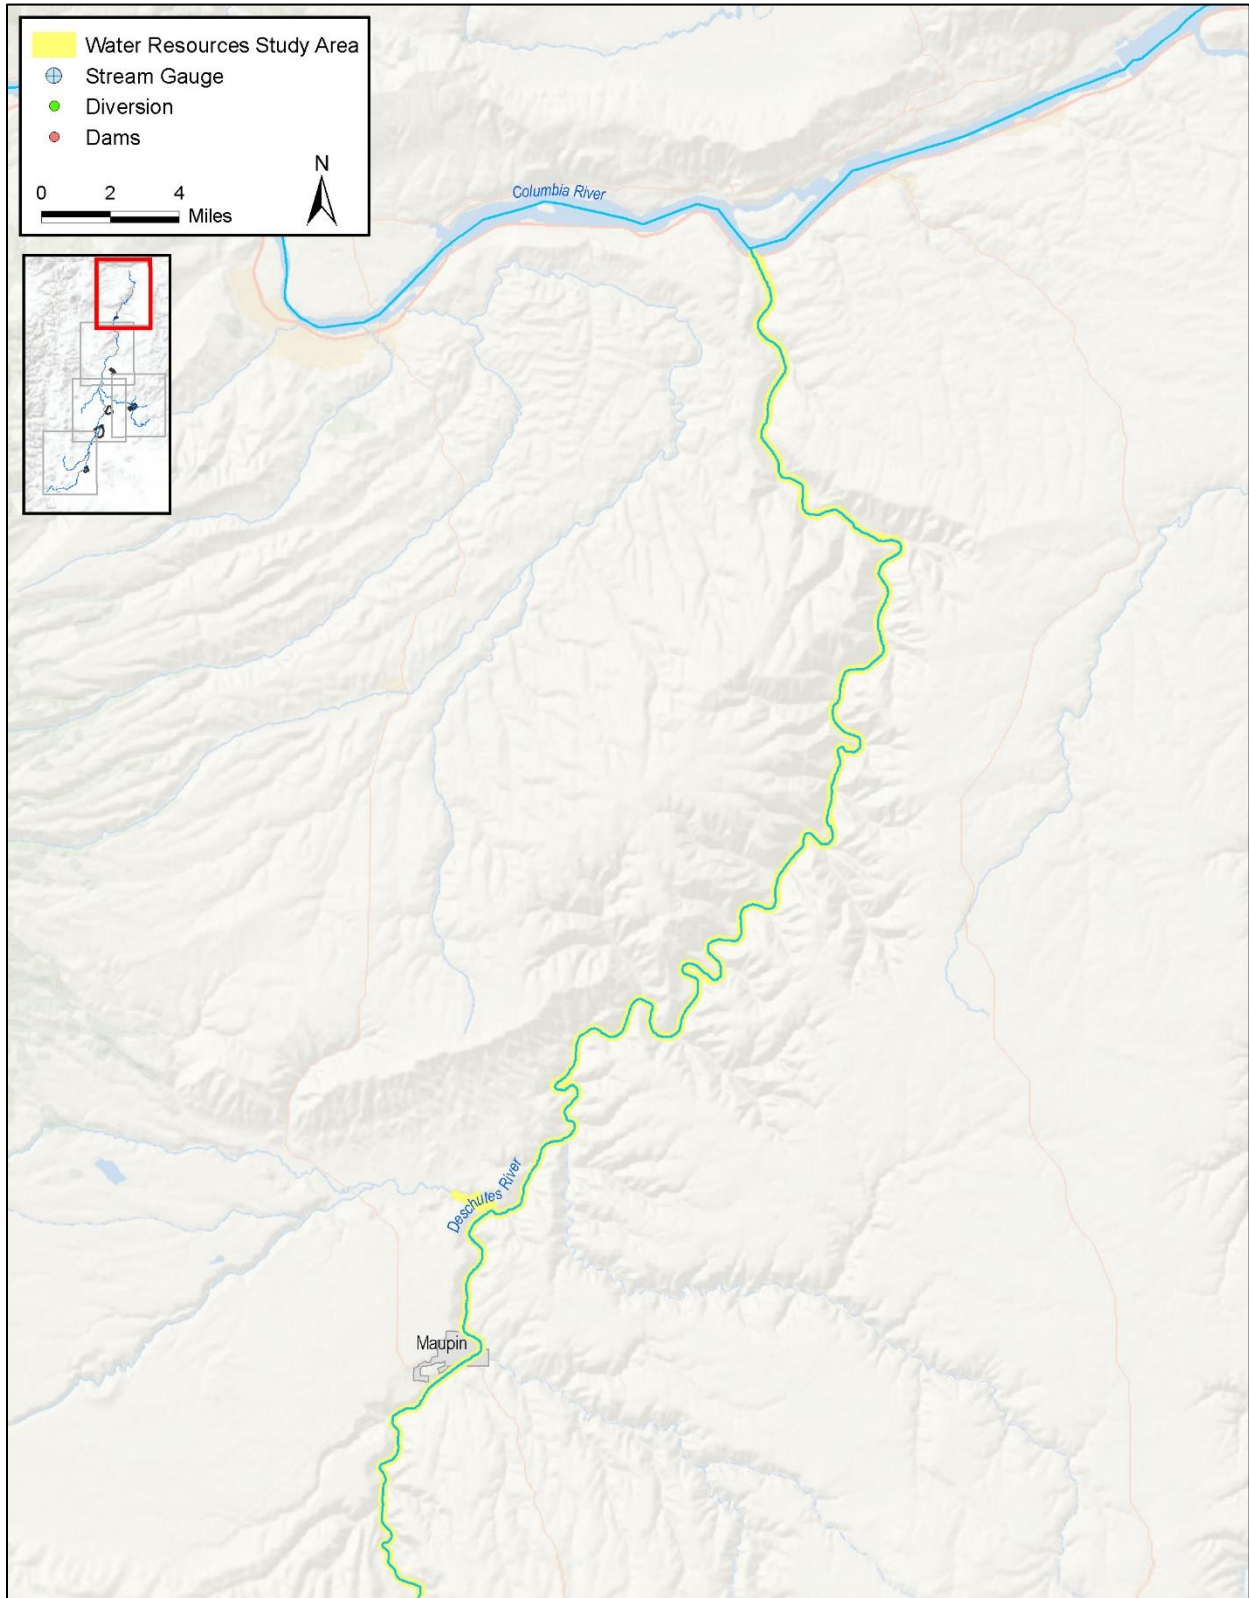 Water Resources Study Area
Stream Gauge
Diversion
Dams
N
0 2 4
Miles
Columbia River
Deschutes River
Maupin